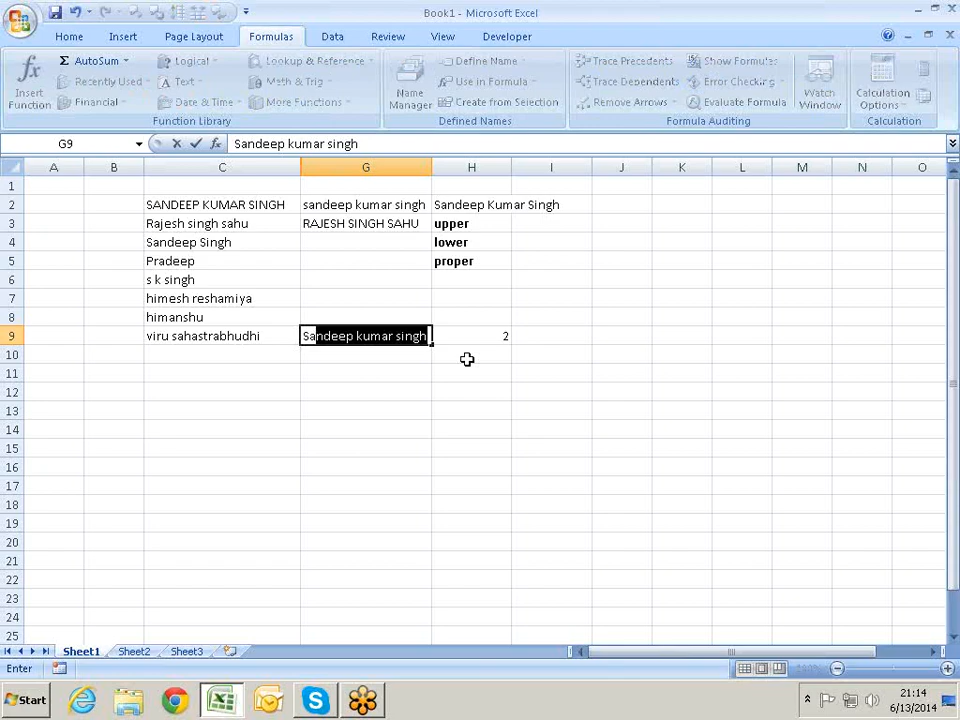 Book1 - Microsoft Excel
Home Insert Page Layout Formulas Data Review View Developer
fx Insert Function
Σ AutoSum
Recently Used
Financial
Logical
Text
Date & Time
Lookup & Reference
Math & Trig
More Functions
Function Library
Name Manager
Define Name
Use in Formula
Create from Selection
Defined Names
Trace Precedents
Trace Dependents
Remove Arrows
Show Formulas
Error Checking
Evaluate Formula
Watch Window
Formula Auditing
Calculation Options
Calculation
G9 fx Sandeep kumar singh
A B C G H I J K L M N O
1
2 SANDEEP KUMAR SINGH sandeep kumar singh Sandeep Kumar Singh
3 Rajesh singh sahu RAJESH SINGH SAHU upper
4 Sandeep Singh lower
5 Pradeep proper
6 s k singh
7 himesh reshamiya
8 himanshu
9 viru sahastrabhudhi Sandeep kumar singh 2
10
11
12
13
14
15
16
17
18
19
20
21
22
23
24
25
Sheet1 Sheet2 Sheet3
Enter 100%
Start 21:14
6/13/2014